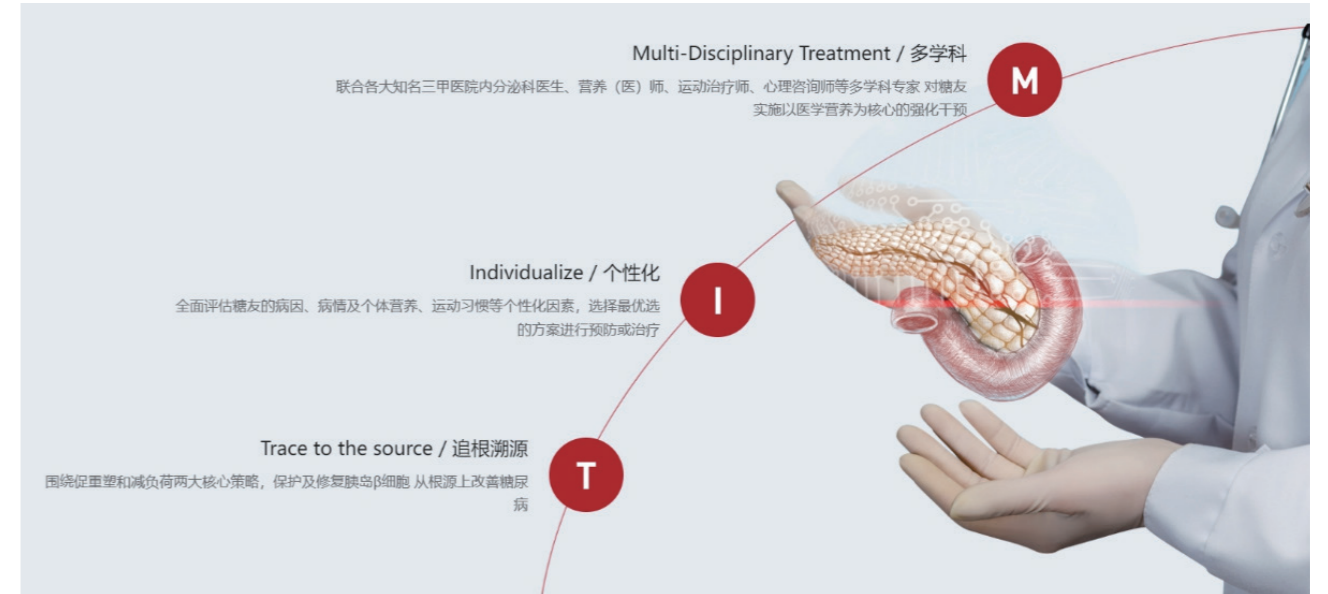 Multi-Disciplinary Treatment / 多学科
M
联合各大知名三甲医院内分泌科医生、营养（医）师、运动治疗师、心理咨询师等多学科专家 对糖友
实施以医学营养为核心的强化干预
Individualize / 个性化
I
全面评估糖友的病因、病情及个体营养、运动习惯等个性化因素，选择最优选
的方案进行预防或治疗
Trace to the source / 追根溯源
T
围绕促重塑和减负荷两大核心策略，保护及修复胰岛β细胞 从根源上改善糖尿
病